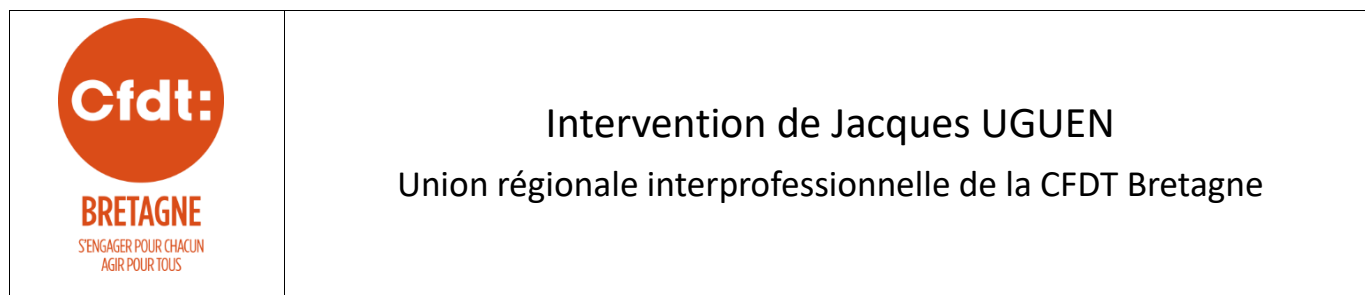 Cfdt:
BRETAGNE
S'ENGAGER POUR CHACUN
AGIR POUR TOUS
Intervention de Jacques UGUEN
Union régionale interprofessionnelle de la CFDT Bretagne